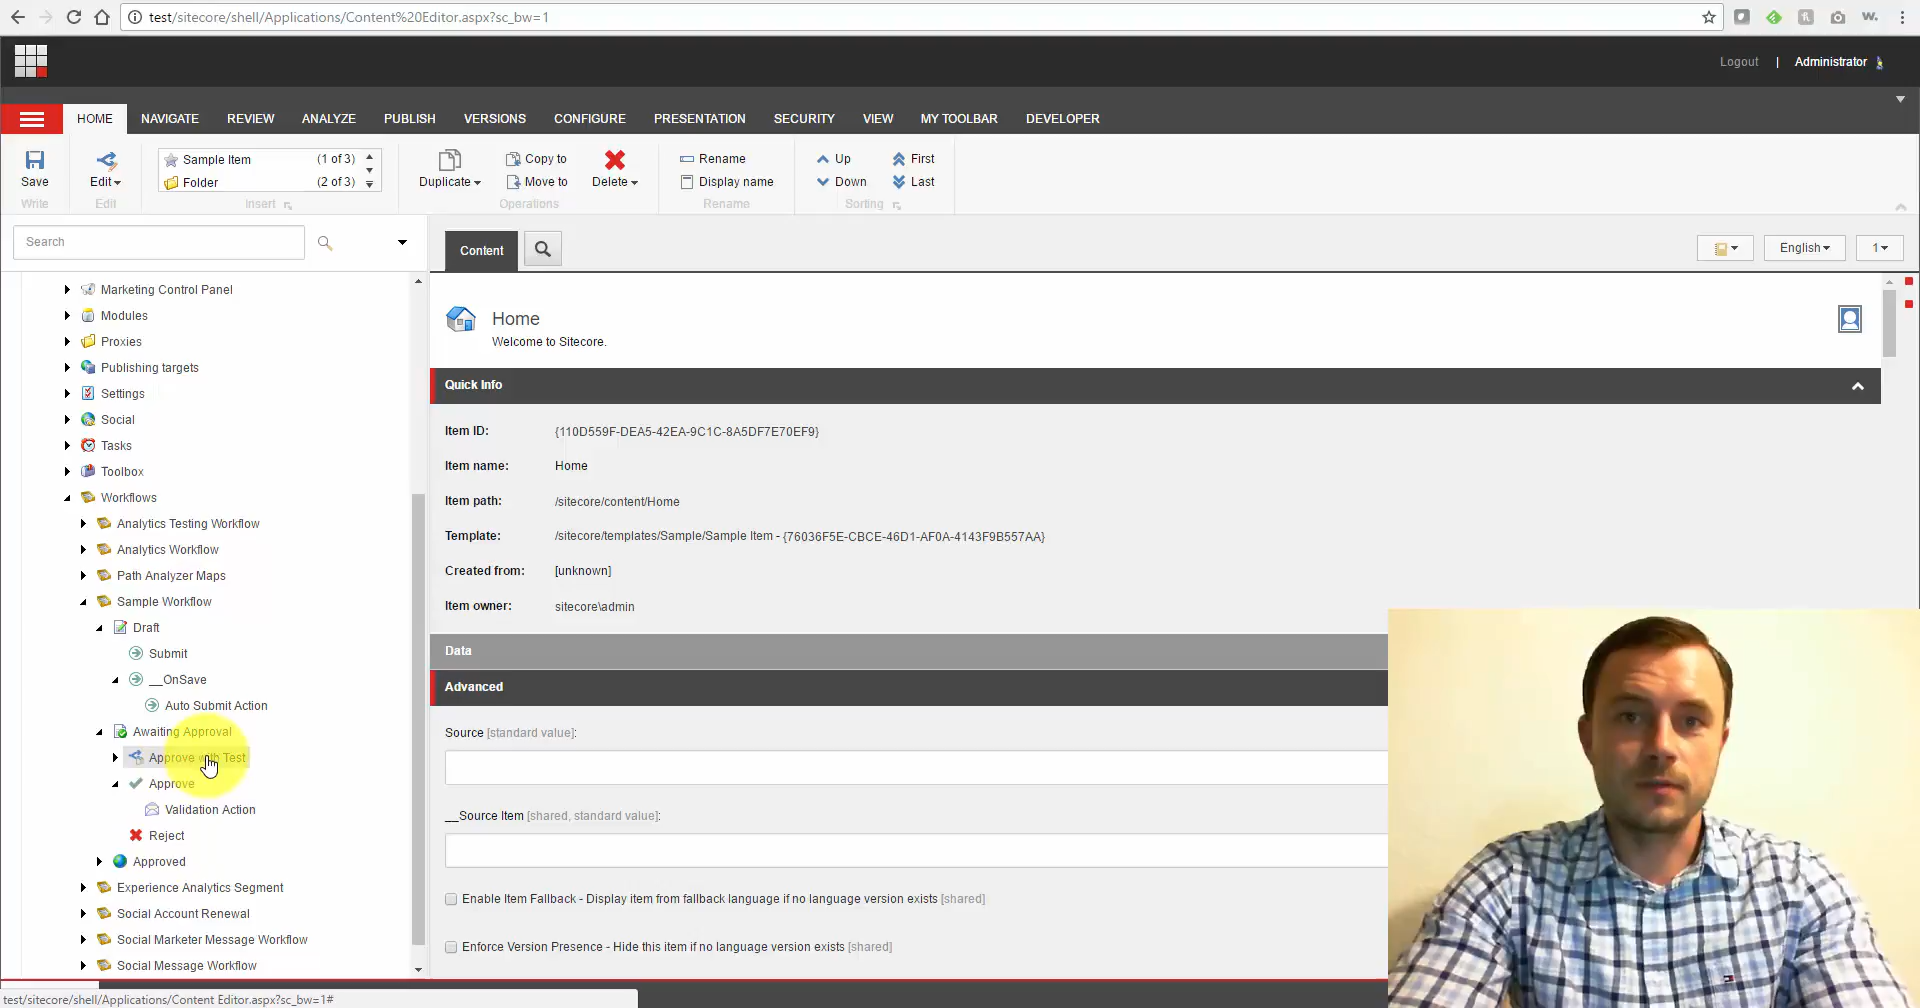 test/sitecore/shell/Applications/Content%20Editor.aspx?sc_bw=1
Logout | Administrator
HOME NAVIGATE REVIEW ANALYZE PUBLISH VERSIONS CONFIGURE PRESENTATION SECURITY VIEW MY TOOLBAR DEVELOPER
Save
Write
Edit
Edit
Sample Item (1 of 3)
Folder (2 of 3)
Insert
Duplicate
Copy to
Move to
Delete
Operations
Rename
Display name
Rename
Up
Down
First
Last
Sorting
Search
Content
English
1
Marketing Control Panel
Modules
Proxies
Publishing targets
Settings
Social
Tasks
Toolbox
Workflows
Analytics Testing Workflow
Analytics Workflow
Path Analyzer Maps
Sample Workflow
Draft
Submit
__OnSave
Auto Submit Action
Awaiting Approval
Approve with Test
Approve
Validation Action
Reject
Approved
Experience Analytics Segment
Social Account Renewal
Social Marketer Message Workflow
Social Message Workflow
Home
Welcome to Sitecore.
Quick Info
Item ID: {110D559F-DEA5-42EA-9C1C-8A5DF7E70EF9}
Item name: Home
Item path: /sitecore/content/Home
Template: /sitecore/templates/Sample/Sample Item - {76036F5E-CBCE-46D1-AF0A-4143F9B557AA}
Created from: [unknown]
Item owner: sitecore\admin
Data
Advanced
Source [standard value]:
__Source Item [shared, standard value]:
Enable Item Fallback - Display item from fallback language if no language version exists [shared]
Enforce Version Presence - Hide this item if no language version exists [shared]
test/sitecore/shell/Applications/Content Editor.aspx?sc_bw=1#